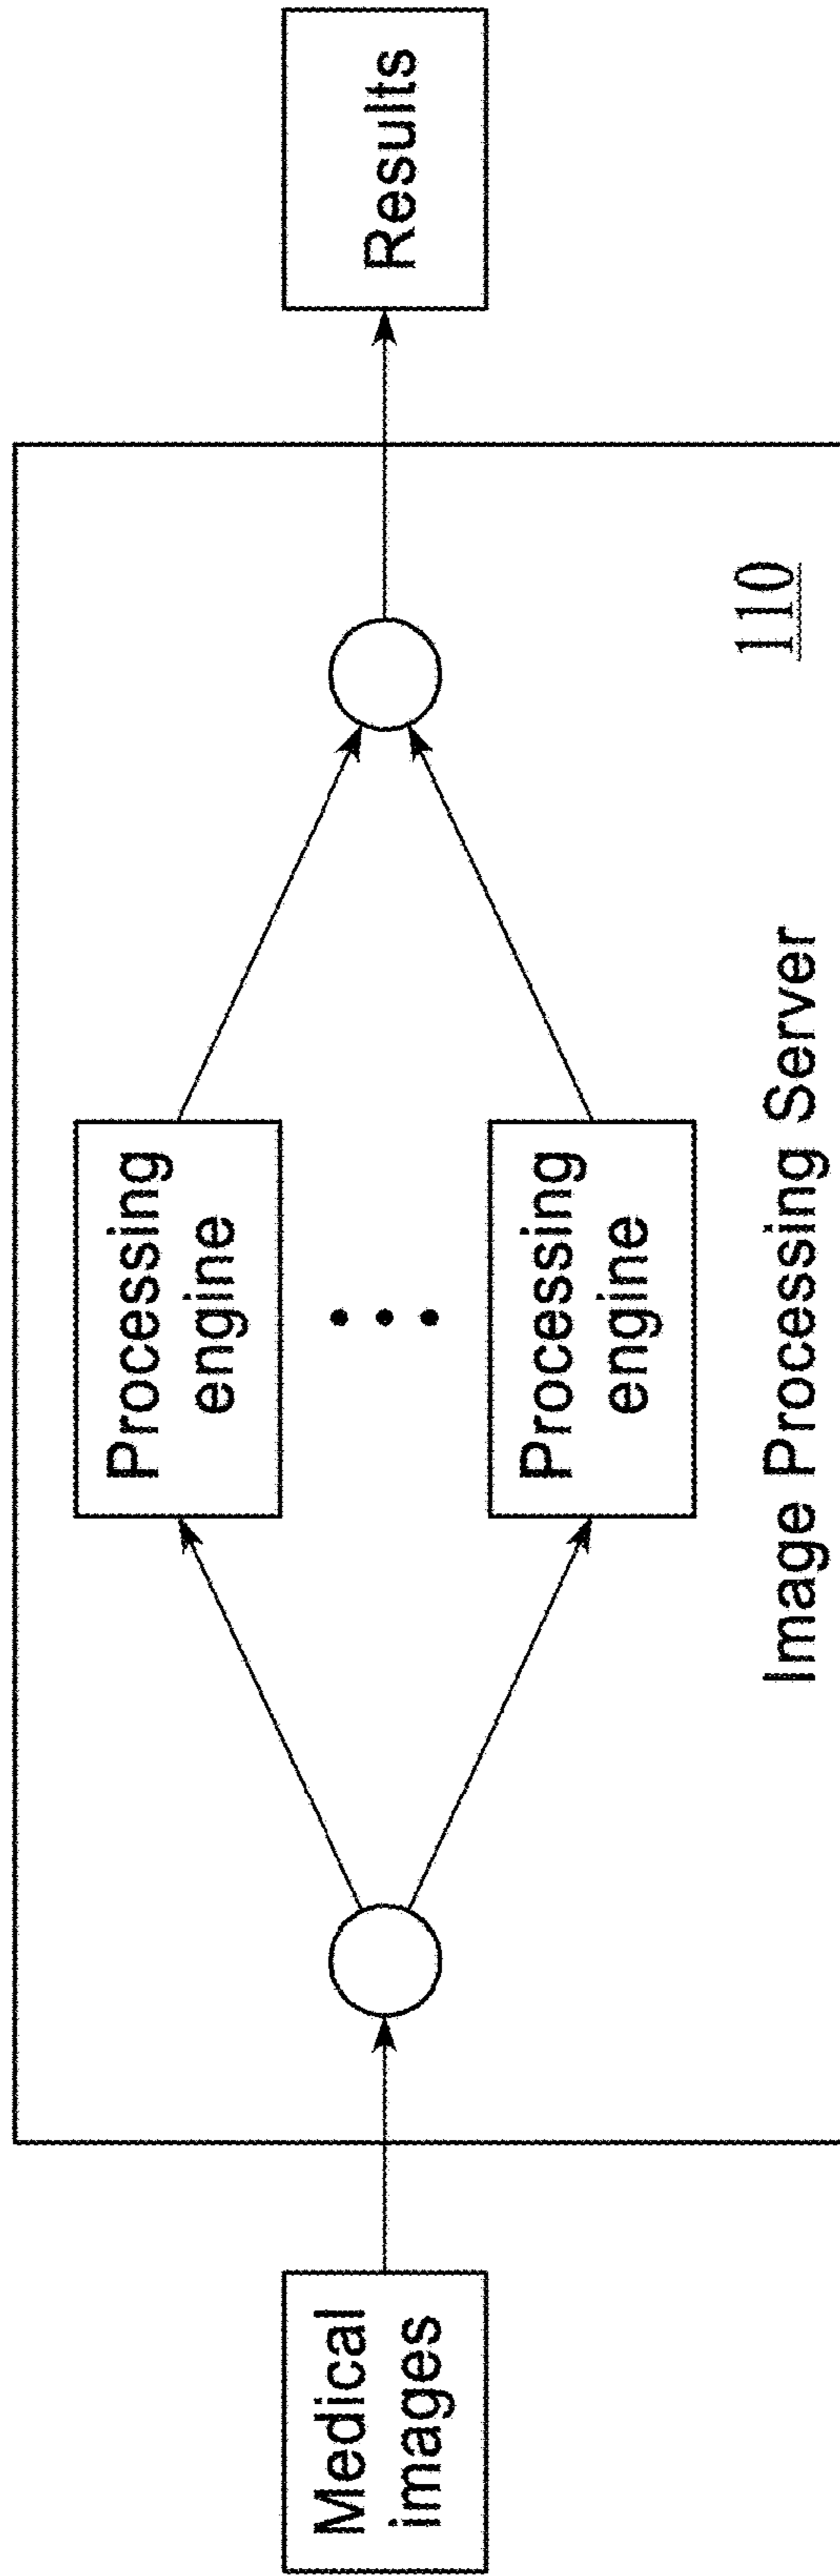 Medical
images
Processing
engine
Processing
engine
Image Processing Server
110
Results